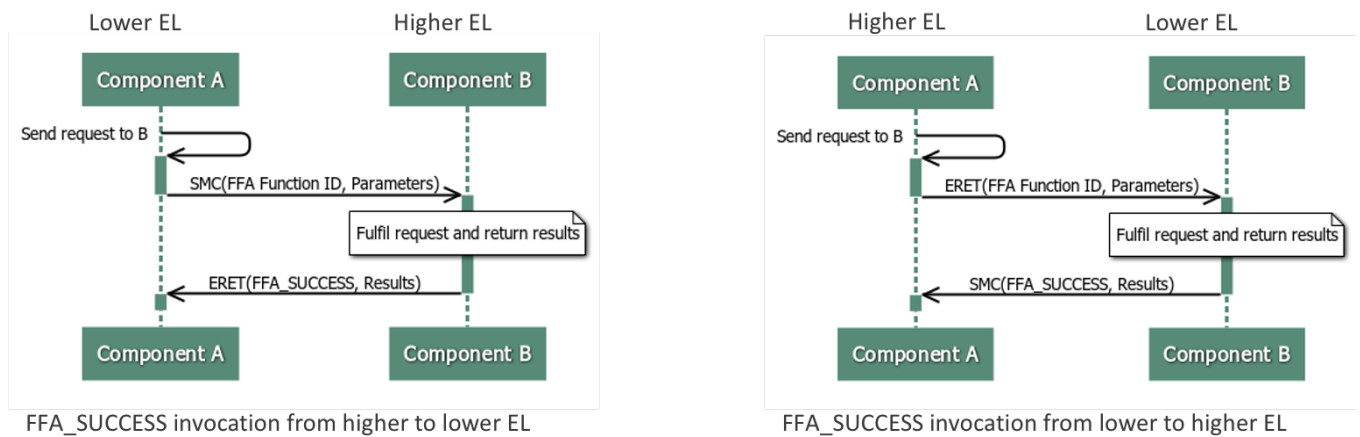 Lower EL
Higher EL
Component A
Component B
Send request to B
SMC(FFA Function ID, Parameters)
Fulfil request and return results
ERET(FFA_SUCCESS, Results)
Component A
Component B
FFA_SUCCESS invocation from higher to lower EL
Higher EL
Lower EL
Component A
Component B
Send request to B
ERET(FFA Function ID, Parameters)
Fulfil request and return results
SMC(FFA_SUCCESS, Results)
Component A
Component B
FFA_SUCCESS invocation from lower to higher EL